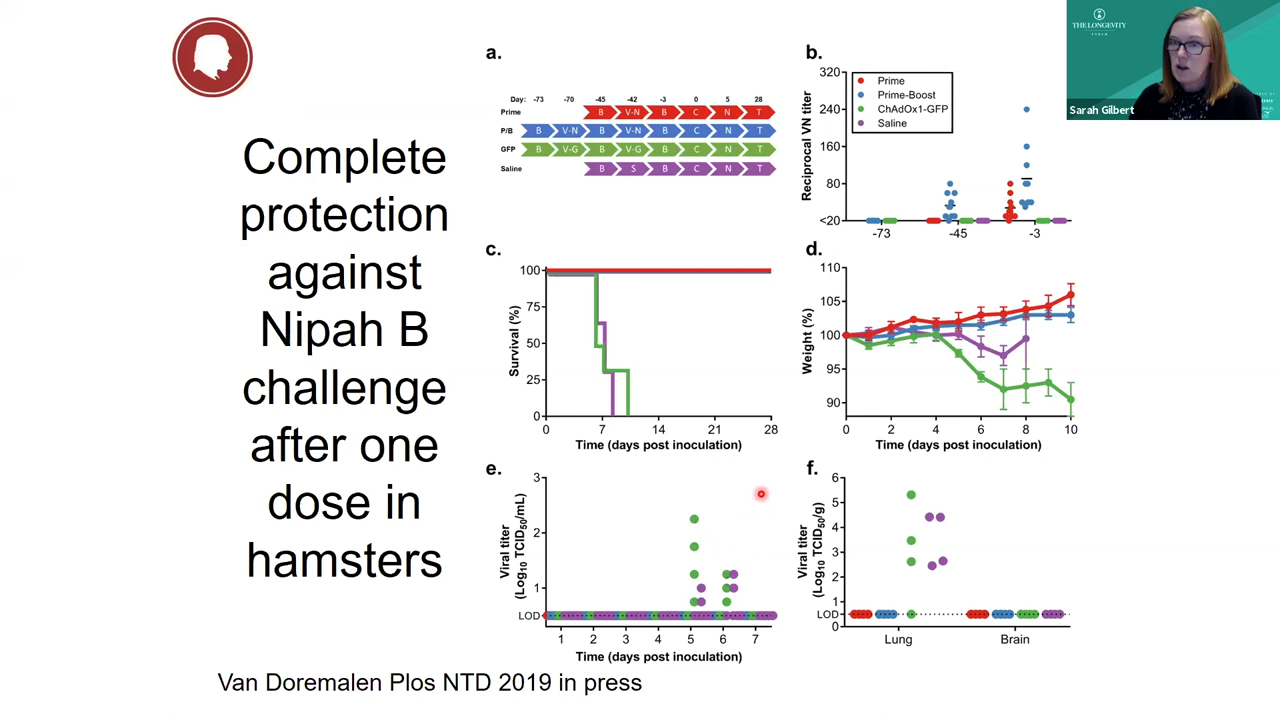 Complete
protection
against
Nipah B
challenge
after one
dose in
hamsters
a.
Day: -73 -70 -45 -42 -3 0 5 28
Prime B V-N B C N T
P/B B V-N B V-N B C N T
GFP B V-G B V-G B C N T
Saline B S B C N T
b.
Reciprocal VN titer
320
240
160
80
<20
Prime
Prime-Boost
ChAdOx1-GFP
Saline
-73 -45 -3
c.
Survival (%)
100
75
50
25
0
0 7 14 21 28
Time (days post inoculation)
d.
Weight (%)
110
105
100
95
90
0 2 4 6 8 10
Time (days post inoculation)
e.
Viral titer
(Log10 TCID50/mL)
3
2
1
LOD
1 2 3 4 5 6 7
Time (days post inoculation)
f.
Viral titer
(Log10 TCID50/g)
6
5
4
3
2
1
LOD
0
Lung Brain
Van Doremalen Plos NTD 2019 in press
THE LONGEVITY
FORUM
Sarah Gilbert